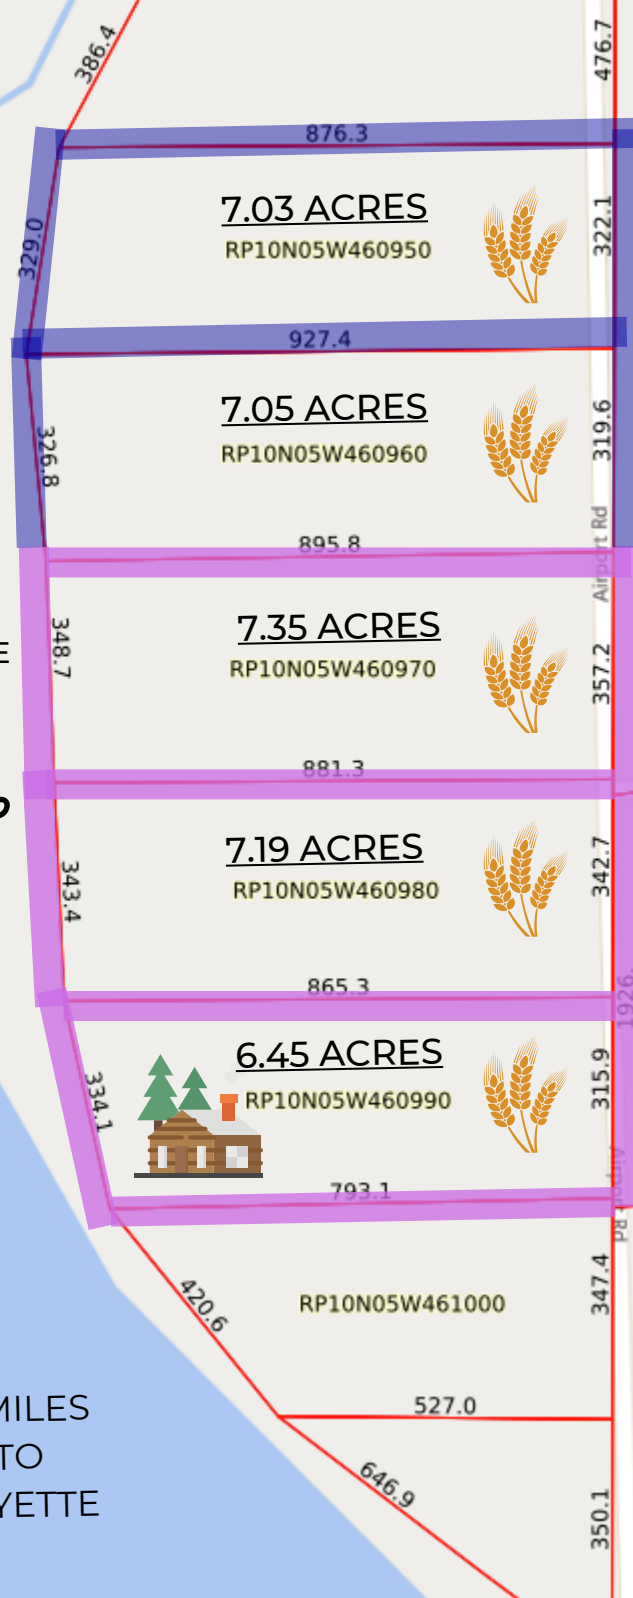 386.4
476.7
876.3
7.03 ACRES
RP10N05W460950
329.0
322.1
927.4
7.05 ACRES
RP10N05W460960
326.8
319.6
895.8
Airport Rd
7.35 ACRES
RP10N05W460970
E
348.7
357.2
881.3
7.19 ACRES
RP10N05W460980
343.4
342.7
865.3
1926.
6.45 ACRES
RP10N05W460990
334.1
315.9
793.1
Airport Rd
RP10N05W461000
347.4
420.6
527.0
MILES
TO
YETTE
646.9
350.1